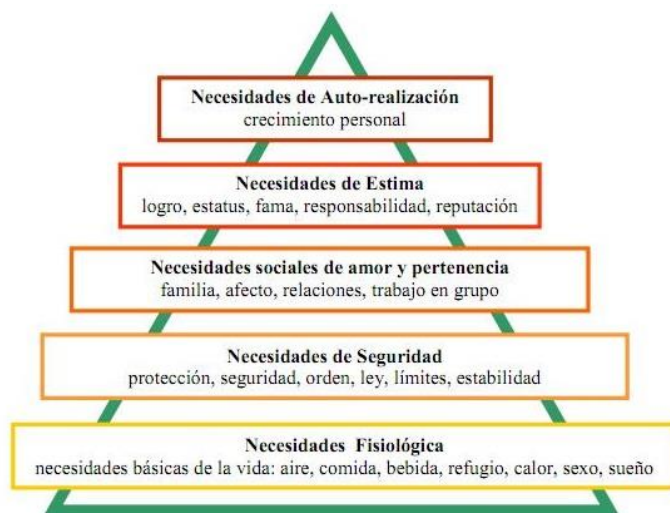 Necesidades de Auto-realización
crecimiento personal
Necesidades de Estima
logro, estatus, fama, responsabilidad, reputación
Necesidades sociales de amor y pertenencia
familia, afecto, relaciones, trabajo en grupo
Necesidades de Seguridad
protección, seguridad, orden, ley, límites, estabilidad
Necesidades Fisiológica
necesidades básicas de la vida: aire, comida, bebida, refugio, calor, sexo, sueño